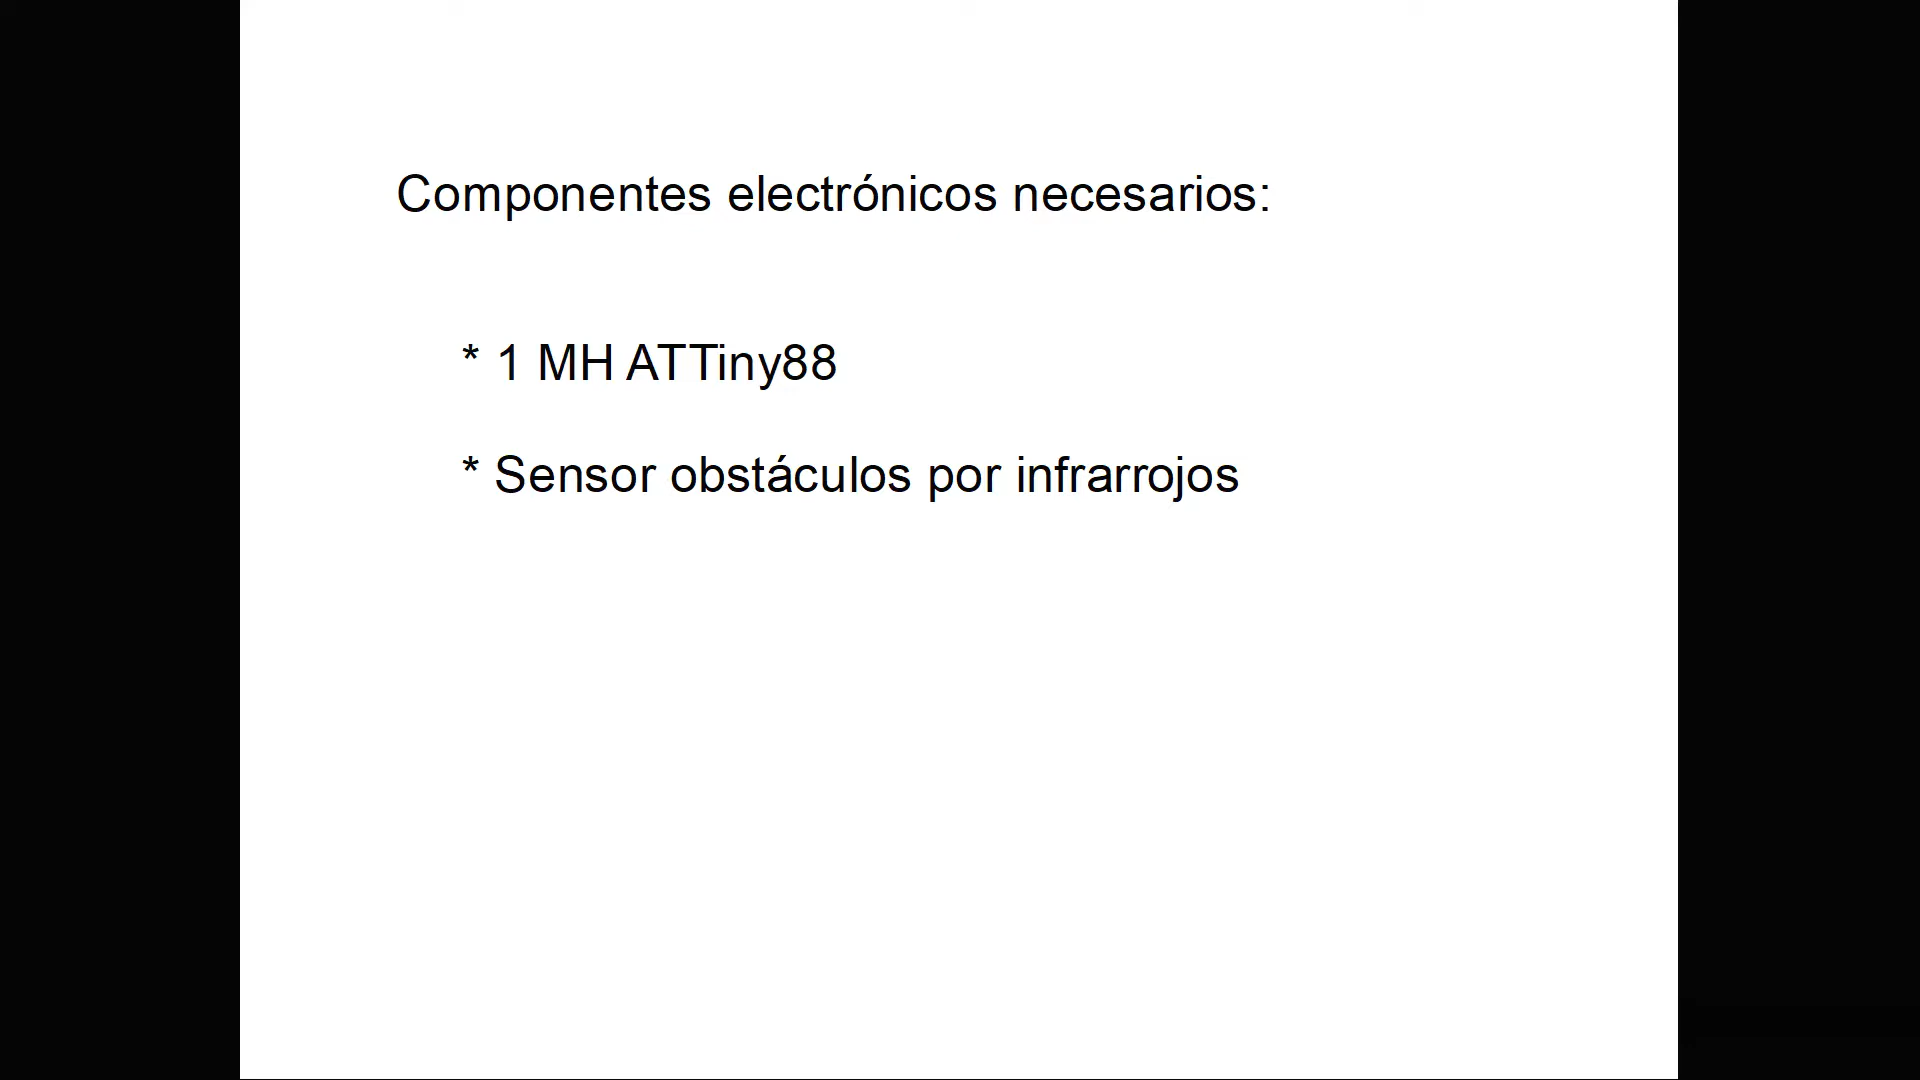 Componentes electrónicos necesarios:
* 1 MH ATTiny88
* Sensor obstáculos por infrarrojos